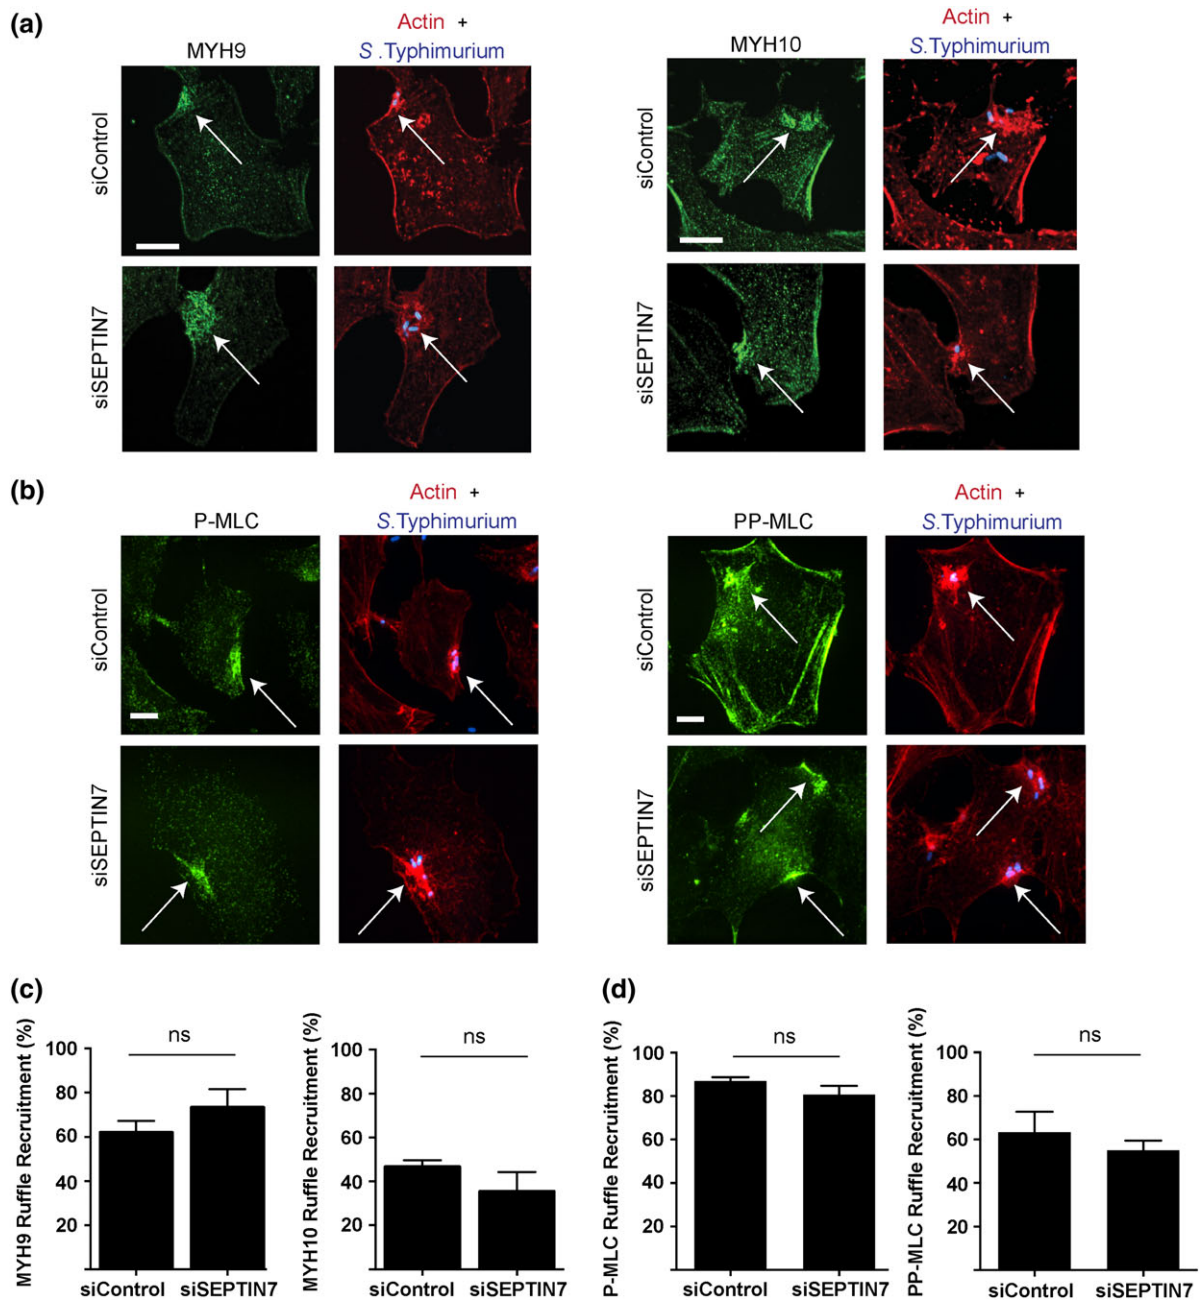 (a)
Actin +
MYH9
S .Typhimurium
siControl
siSEPTIN7
Actin +
MYH10
S.Typhimurium
siControl
siSEPTIN7
(b)
Actin +
P-MLC
S.Typhimurium
siControl
siSEPTIN7
Actin +
PP-MLC
S.Typhimurium
siControl
siSEPTIN7
(c)
MYH9 Ruffle Recruitment (%)
ns
100
80
60
40
20
siControl siSEPTIN7
MYH10 Ruffle Recruitment (%)
ns
100
80
60
40
20
siControl siSEPTIN7
(d)
P-MLC Ruffle Recruitment (%)
ns
100
80
60
40
20
siControl siSEPTIN7
PP-MLC Ruffle Recruitment (%)
ns
100
80
60
40
20
siControl siSEPTIN7